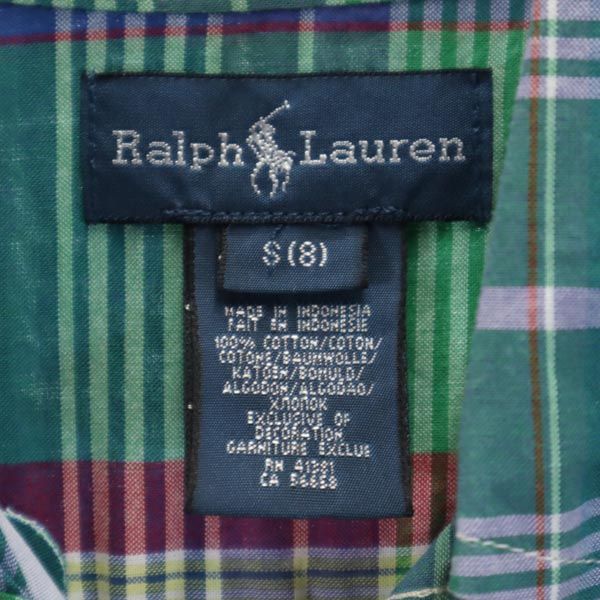 Ralph Lauren
S (8)
MADE IN INDONESIA
FAIT EN INDONESIE
100% COTTON/COTON/
COTONE/BAUMWOLLE/
KATOEN/BOMULD/
ALGODON/ALGODAO/
ХЛОПОК
EXCLUSIVE OF
DECORATION
GARNITURE EXCLUE
RN 41381
CA 56658